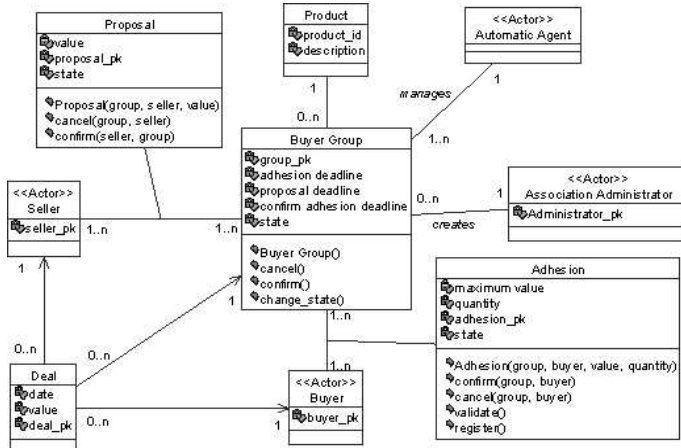 Proposal
value
proposal_pk
state
Proposal(group, seller, value)
cancel(group, seller)
confirm(seller, group)
Product
product_id
description
<<Actor>>
Automatic Agent
1
manages
1
0..n
1..n
Buyer Group
group_pk
adhesion deadline
proposal deadline
confirm adhesion deadline
state
Buyer Group()
cancel()
confirm()
change_state()
<<Actor>>
Seller
seller_pk
1..n
1..n
0..n
1
creates
<<Actor>>
Association Administrator
Administrator_pk
1
1
1..n
Adhesion
maximum value
quantity
adhesion_pk
state
Adhesion(group, buyer, value, quantity)
confirm(group, buyer)
cancel(group, buyer)
validate()
register()
0..n
0..n
1..n
Deal
date
value
deal_pk
0..n
1
<<Actor>>
Buyer
buyer_pk